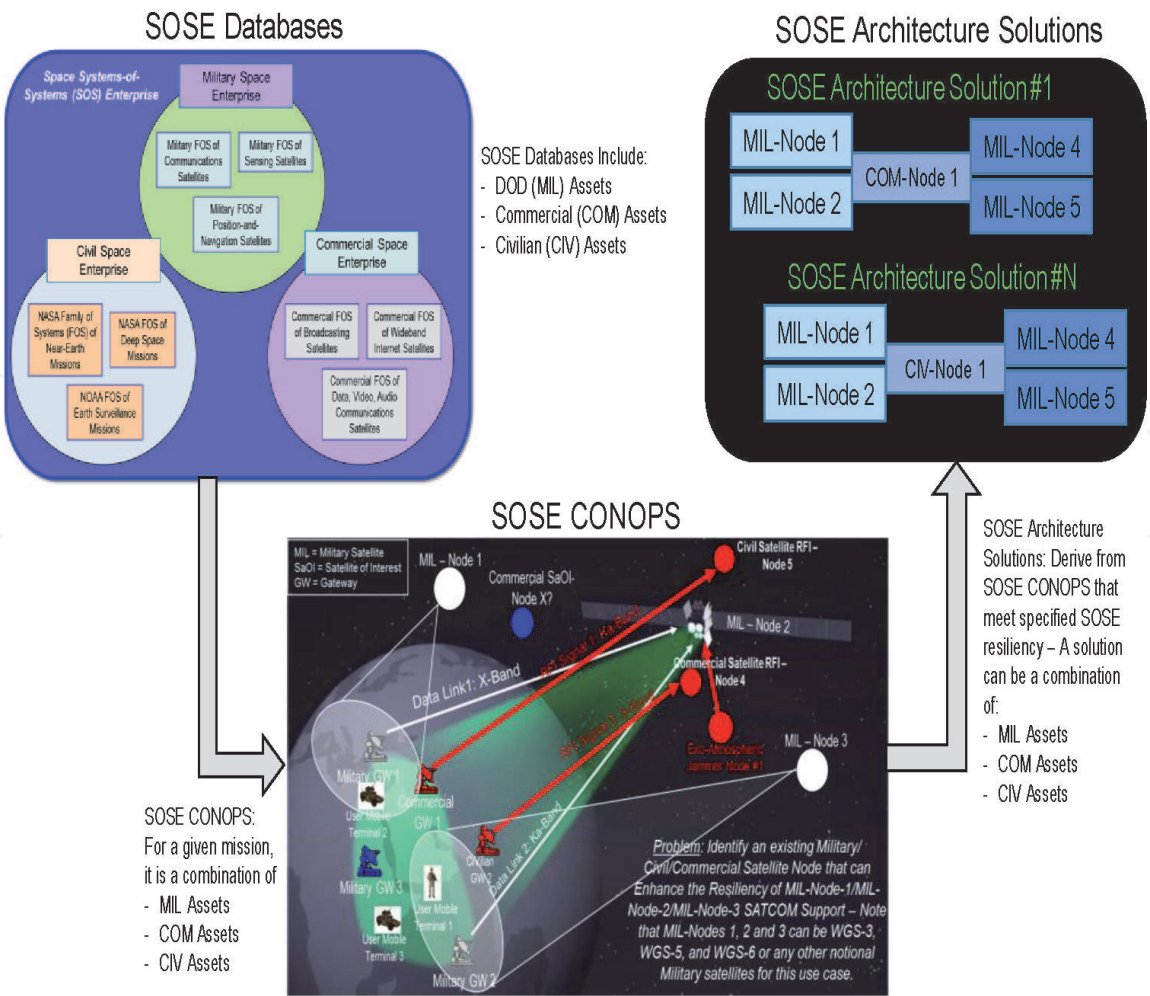 SOSE Databases
Space Systems-of-
Systems (SOS) Enterprise
Military Space
Enterprise
Military FOS of
Communications
Satellites
Military FOS of
Sensing Satellites
Military FOS of
Position-and-
Navigation Satellites
Civil Space
Enterprise
NASA Family of
Systems (FOS) of
Near-Earth
Missions
NASA FOS of
Deep Space
Missions
NOAA FOS of
Earth Surveillance
Missions
Commercial Space
Enterprise
Commercial FOS
of Broadcasting
Satellites
Commercial FOS
of Wideband
Internet Satellites
Commercial FOS of
Data, Video, Audio
Communications
Satellites
SOSE Databases Include:
- DOD (MIL) Assets
- Commercial (COM) Assets
- Civilian (CIV) Assets
SOSE Architecture Solutions
SOSE Architecture Solution #1
MIL-Node 1
MIL-Node 2
COM-Node 1
MIL-Node 4
MIL-Node 5
SOSE Architecture Solution #N
MIL-Node 1
MIL-Node 2
CIV-Node 1
MIL-Node 4
MIL-Node 5
SOSE CONOPS
MIL = Military Satellite
SaOI = Satellite of Interest
GW = Gateway
MIL – Node 1
Commercial SaOI-
Node X?
Civil Satellite RFI –
Node 5
MIL – Node 2
Commercial Satellite RFI –
Node 4
Exo-Atmospheric
Jammer Node #1
MIL – Node 3
Data Link1: X-Band
RFI Signal 1: Ka-Band
RFI Signal
Data Link 2: Ka-Band
Military GW 1
User Mobile
Terminal 2
Commercial
GW 1
Civilian
GW 2
Military GW 3
User Mobile
Terminal 1
User Mobile
Terminal 3
Military GW 2
Problem: Identify an existing Military/
Civil/Commercial Satellite Node that can
Enhance the Resiliency of MIL-Node-1/MIL-
Node-2/MIL-Node-3 SATCOM Support – Note
that MIL-Nodes 1, 2 and 3 can be WGS-3,
WGS-5, and WGS-6 or any other notional
Military satellites for this use case.
SOSE CONOPS:
For a given mission,
it is a combination of
- MIL Assets
- COM Assets
- CIV Assets
SOSE Architecture
Solutions: Derive from
SOSE CONOPS that
meet specified SOSE
resiliency – A solution
can be a combination
of:
- MIL Assets
- COM Assets
- CIV Assets